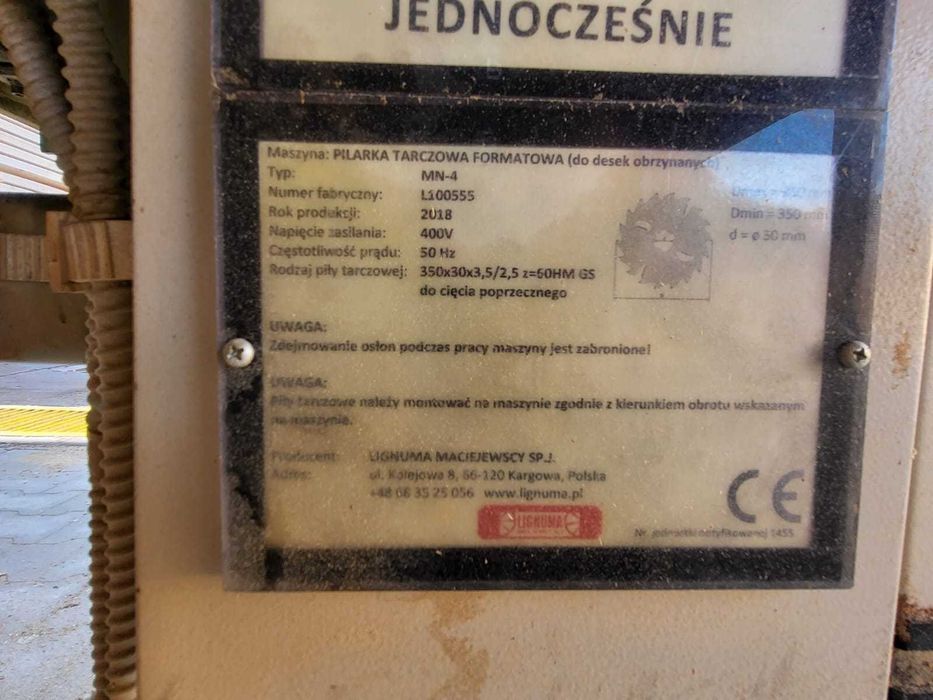 JEDNOCZEŚNIE
Maszyna: PILARKA TARCZOWA FORMATOWA (do desek obrzynanych)
Typ: MN-4
Numer fabryczny: L100555
Rok produkcji: 2018
Napięcie zasilania: 400V
Częstotliwość prądu: 50 Hz
Rodzaj piły tarczowej: 350x30x3,5/2,5 z=60HM GS
do cięcia poprzecznego
Dmin = 350 mm
d = ø 30 mm
UWAGA:
Zdejmowanie osłon podczas pracy maszyny jest zabronione!
UWAGA:
Piły tarczowe należy montować na maszynie zgodnie z kierunkiem obrotu wskazanym
na maszynie.
Producent: LIGNUMA MACIEJEWSCY SP.J.
Adres: ul. Kolejowa 8, 66-120 Kargowa, Polska
+48 68 35 25 056 www.lignuma.pl
LIGNUMA
CE
Nr. jednostki notyfikowanej 1455